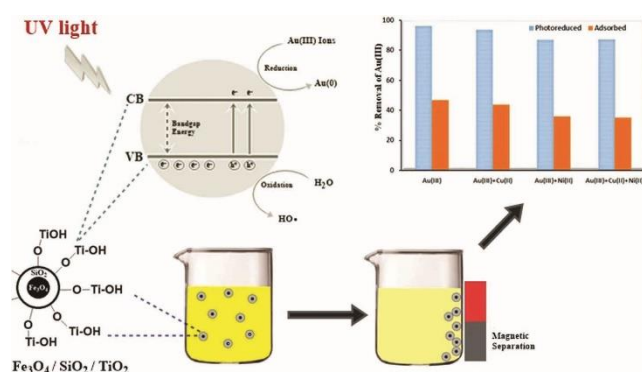 UV light
CB
VB
Bandgap
Energy
e-
e-
e-
e-
e-
e-
e-
e-
h+
h+
Au(III) Ions
Reduction
Au(0)
Oxidation
H₂O
HO•
% Removal of Au(III)
Photoreduced
Adsorbed
100
80
60
40
20
0
Au(III)
Au(III)+Cu(II)
Au(III)+Ni(II)
Au(III)+Cu(II)+Ni(II)
TiOH
O
Ti-OH
O
SiO₂
Fe₃O₄
O-Ti-OH
O
Ti-OH
O
Ti-OH
Magnetic
Separation
Fe₃O₄ / SiO₂ / TiO₂